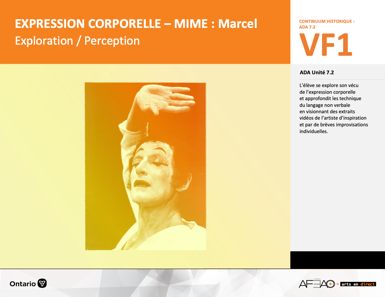 EXPRESSION CORPORELLE – MIME : Marcel
Exploration / Perception
CONTINUUM HISTORIQUE :
ADA 7.2
VF1
ADA Unité 7.2
L'élève se explore son vécu
de l'expression corporelle
et approfondit les technique
du langage non verbale
en visionnant des extraits
vidéos de l'artiste d'inspiration
et par de brèves improvisations
individuelles.
Ontario
AFÉAO - arts en direct